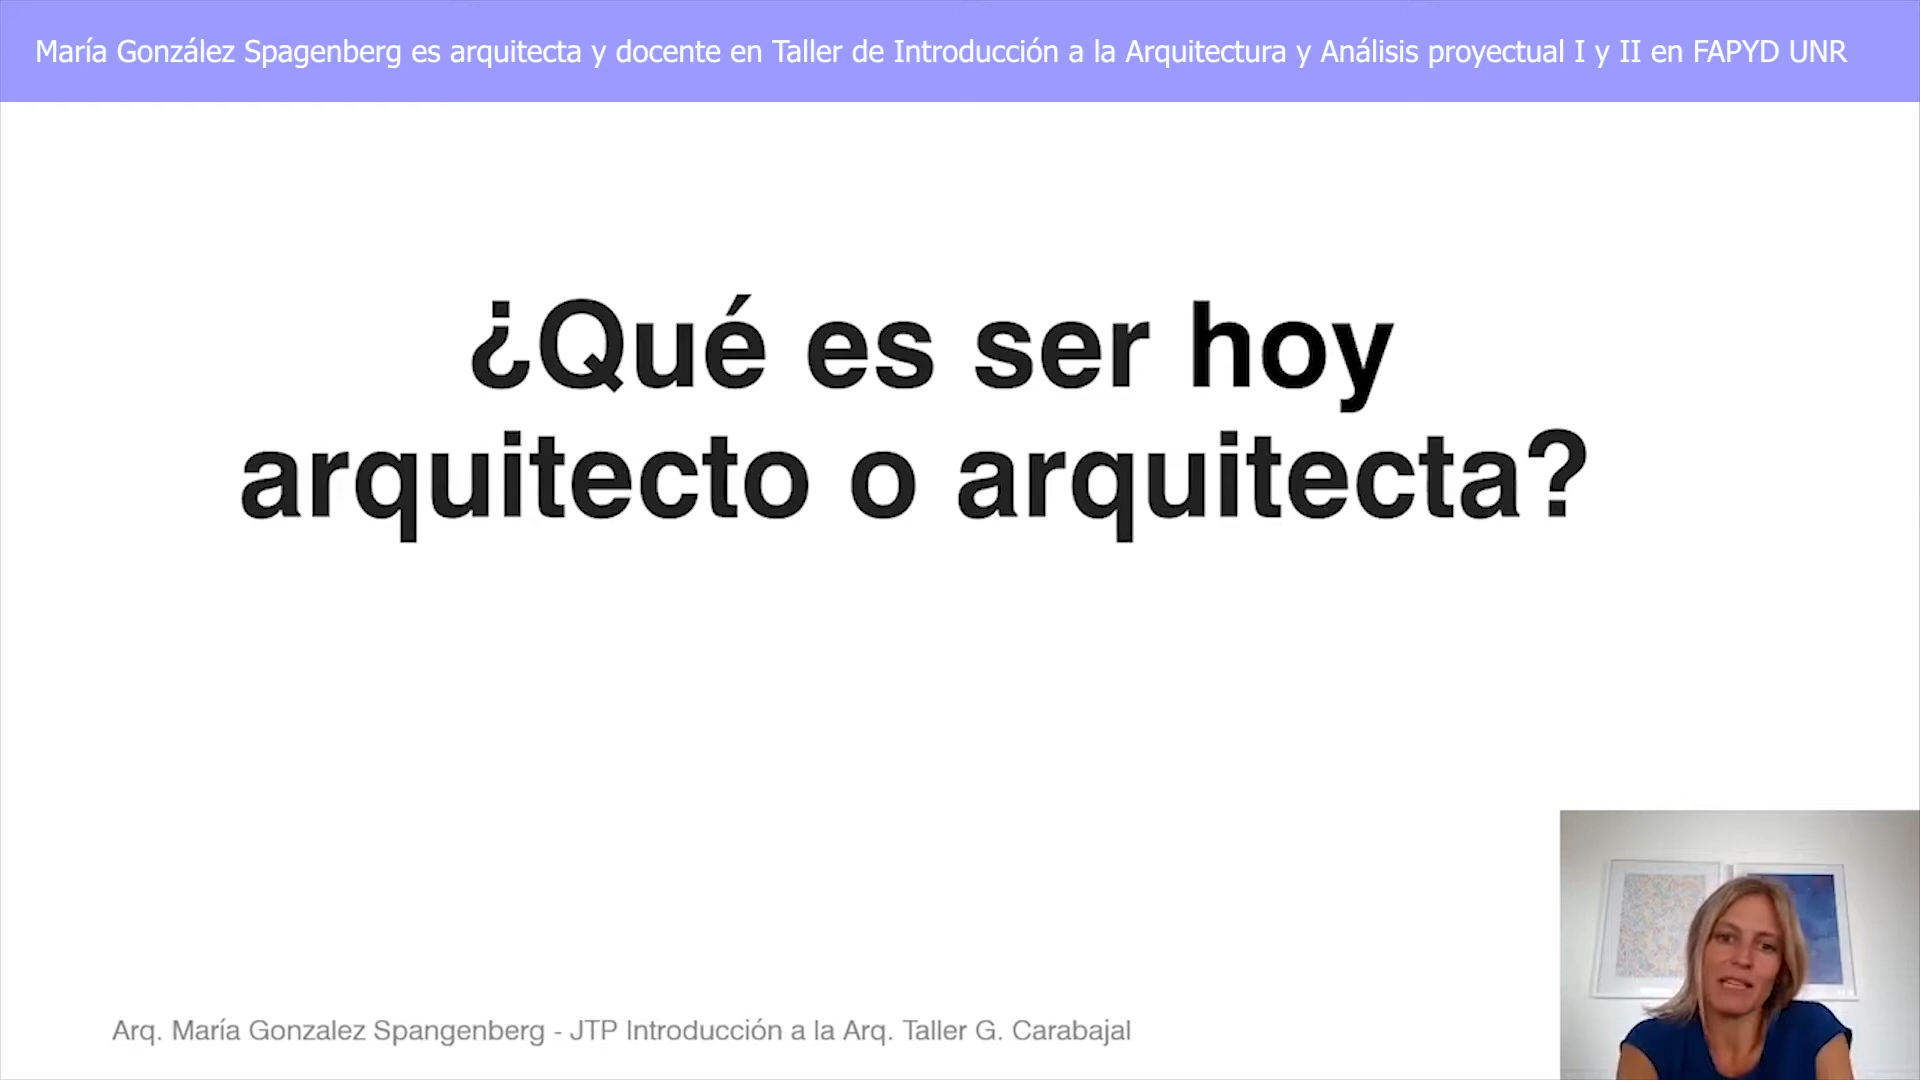 María González Spagenberg es arquitecta y docente en Taller de Introducción a la Arquitectura y Análisis proyectual I y II en FAPYD UNR
¿Qué es ser hoy
arquitecto o arquitecta?
Arq. María Gonzalez Spangenberg - JTP Introducción a la Arq. Taller G. Carabajal